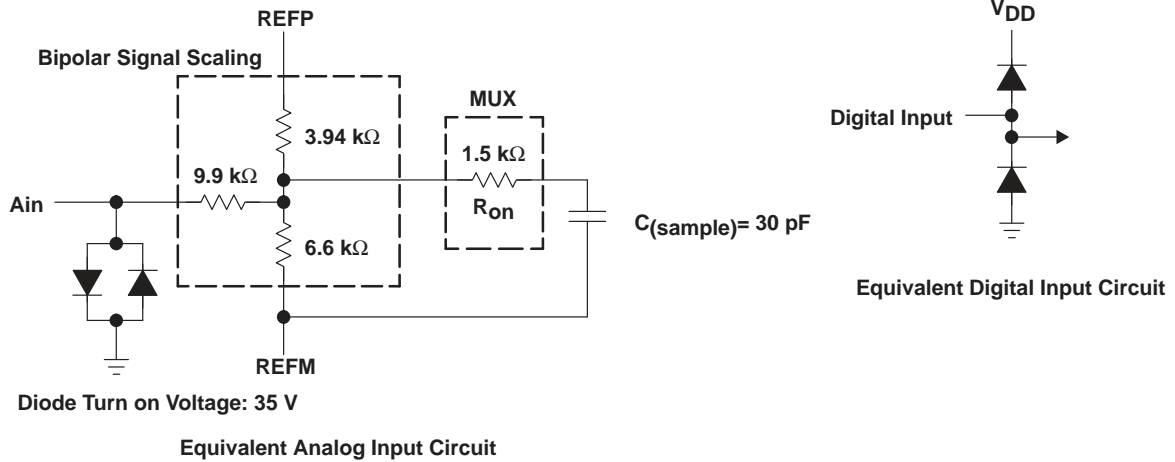 REFP
Bipolar Signal Scaling
MUX
3.94 kΩ
1.5 kΩ
9.9 kΩ
Ain
Ron
C(sample)= 30 pF
6.6 kΩ
REFM
Diode Turn on Voltage: 35 V
Equivalent Analog Input Circuit
VDD
Digital Input
Equivalent Digital Input Circuit